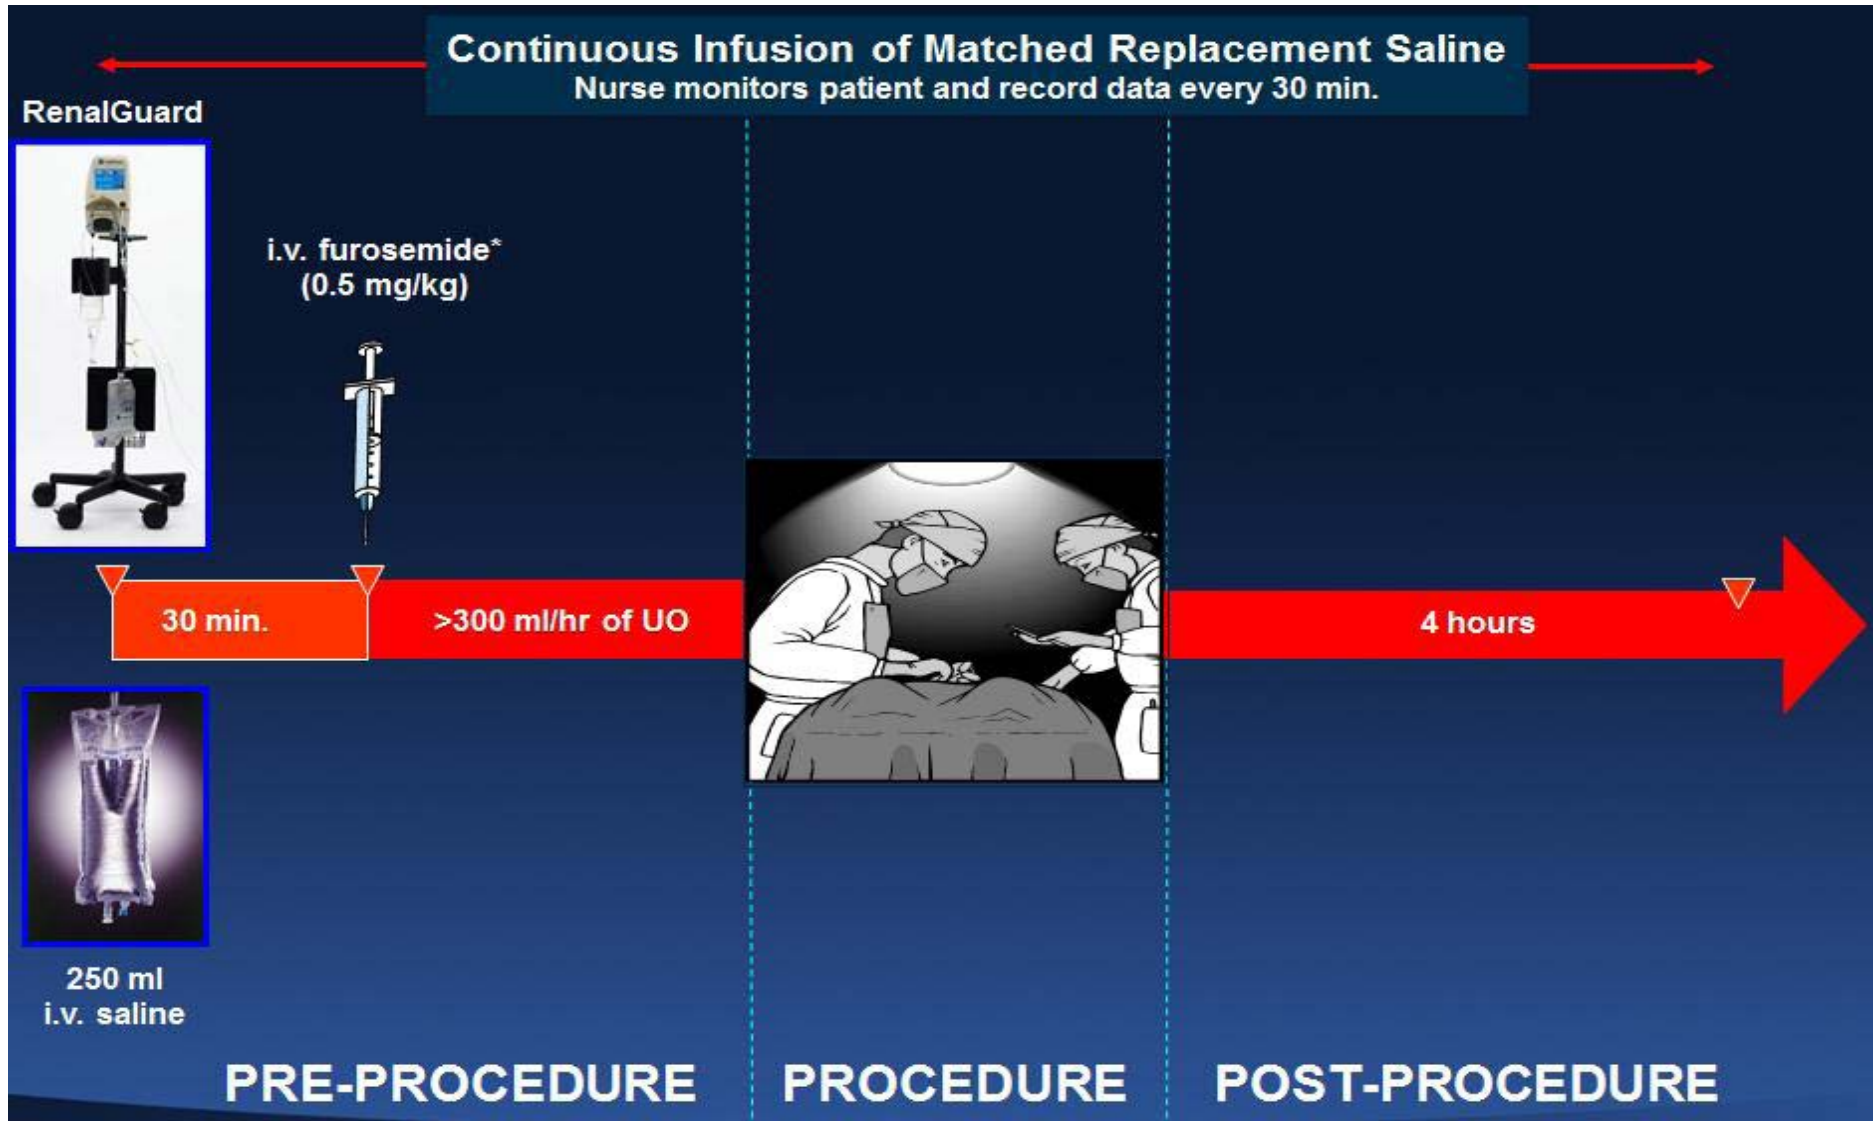 Continuous Infusion of Matched Replacement Saline
Nurse monitors patient and record data every 30 min.
RenalGuard
i.v. furosemide*
(0.5 mg/kg)
30 min.
>300 ml/hr of UO
4 hours
250 ml
i.v. saline
PRE-PROCEDURE
PROCEDURE
POST-PROCEDURE